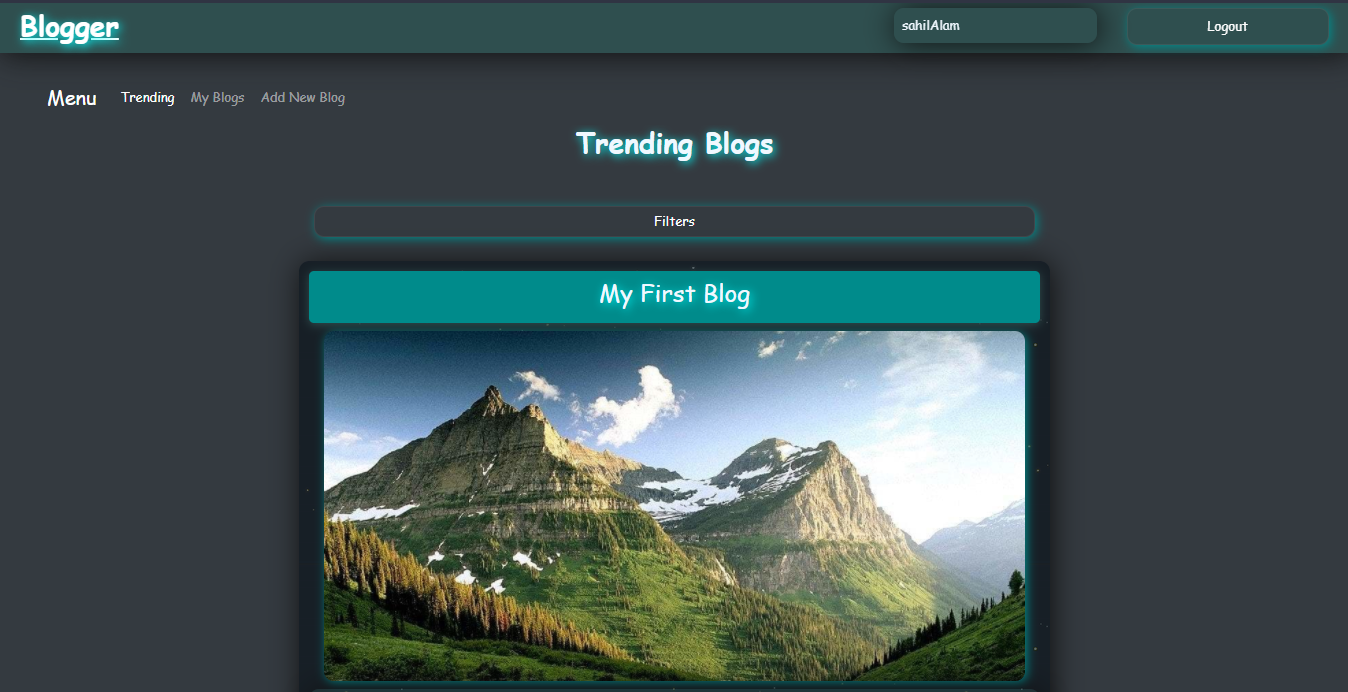 Blogger
sahilAlam
Logout
Menu Trending My Blogs Add New Blog
Trending Blogs
Filters
My First Blog